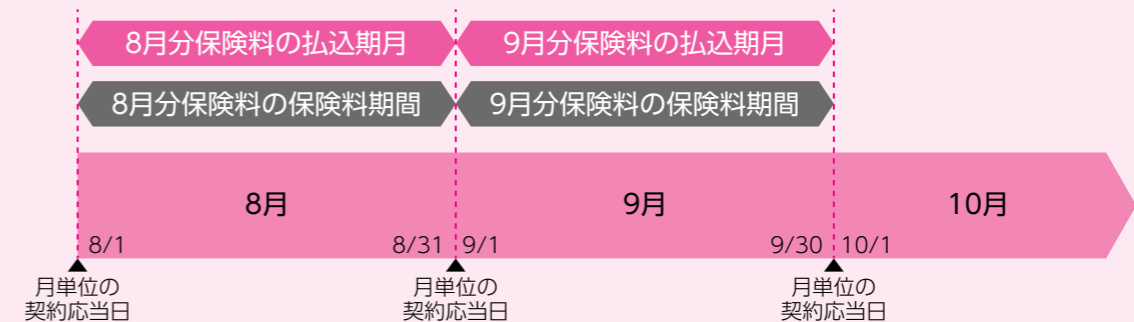 8月分保険料の払込期月
9月分保険料の払込期月
8月分保険料の保険料期間
9月分保険料の保険料期間
8月
9月
10月
8/1
8/31
9/1
9/30
10/1
月単位の
契約応当日
月単位の
契約応当日
月単位の
契約応当日